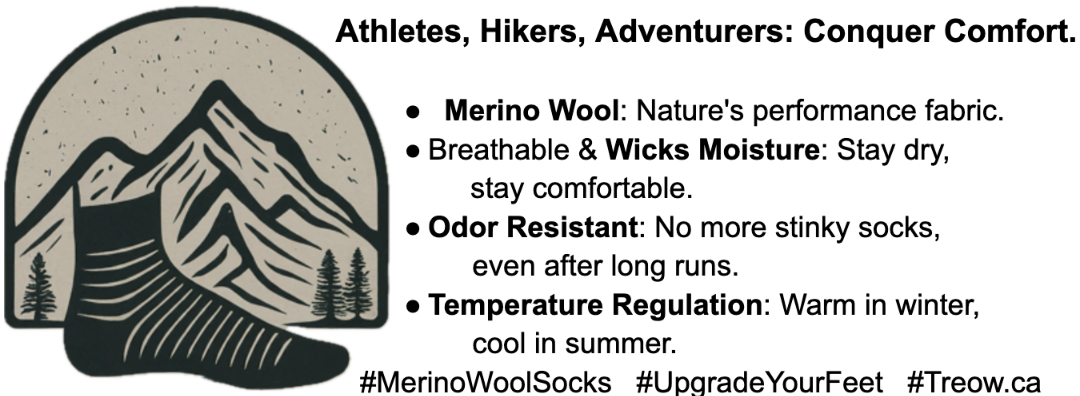 Athletes, Hikers, Adventurers: Conquer Comfort.
● Merino Wool: Nature's performance fabric.
● Breathable & Wicks Moisture: Stay dry,
stay comfortable.
● Odor Resistant: No more stinky socks,
even after long runs.
● Temperature Regulation: Warm in winter,
cool in summer.
#MerinoWoolSocks #UpgradeYourFeet #Treow.ca